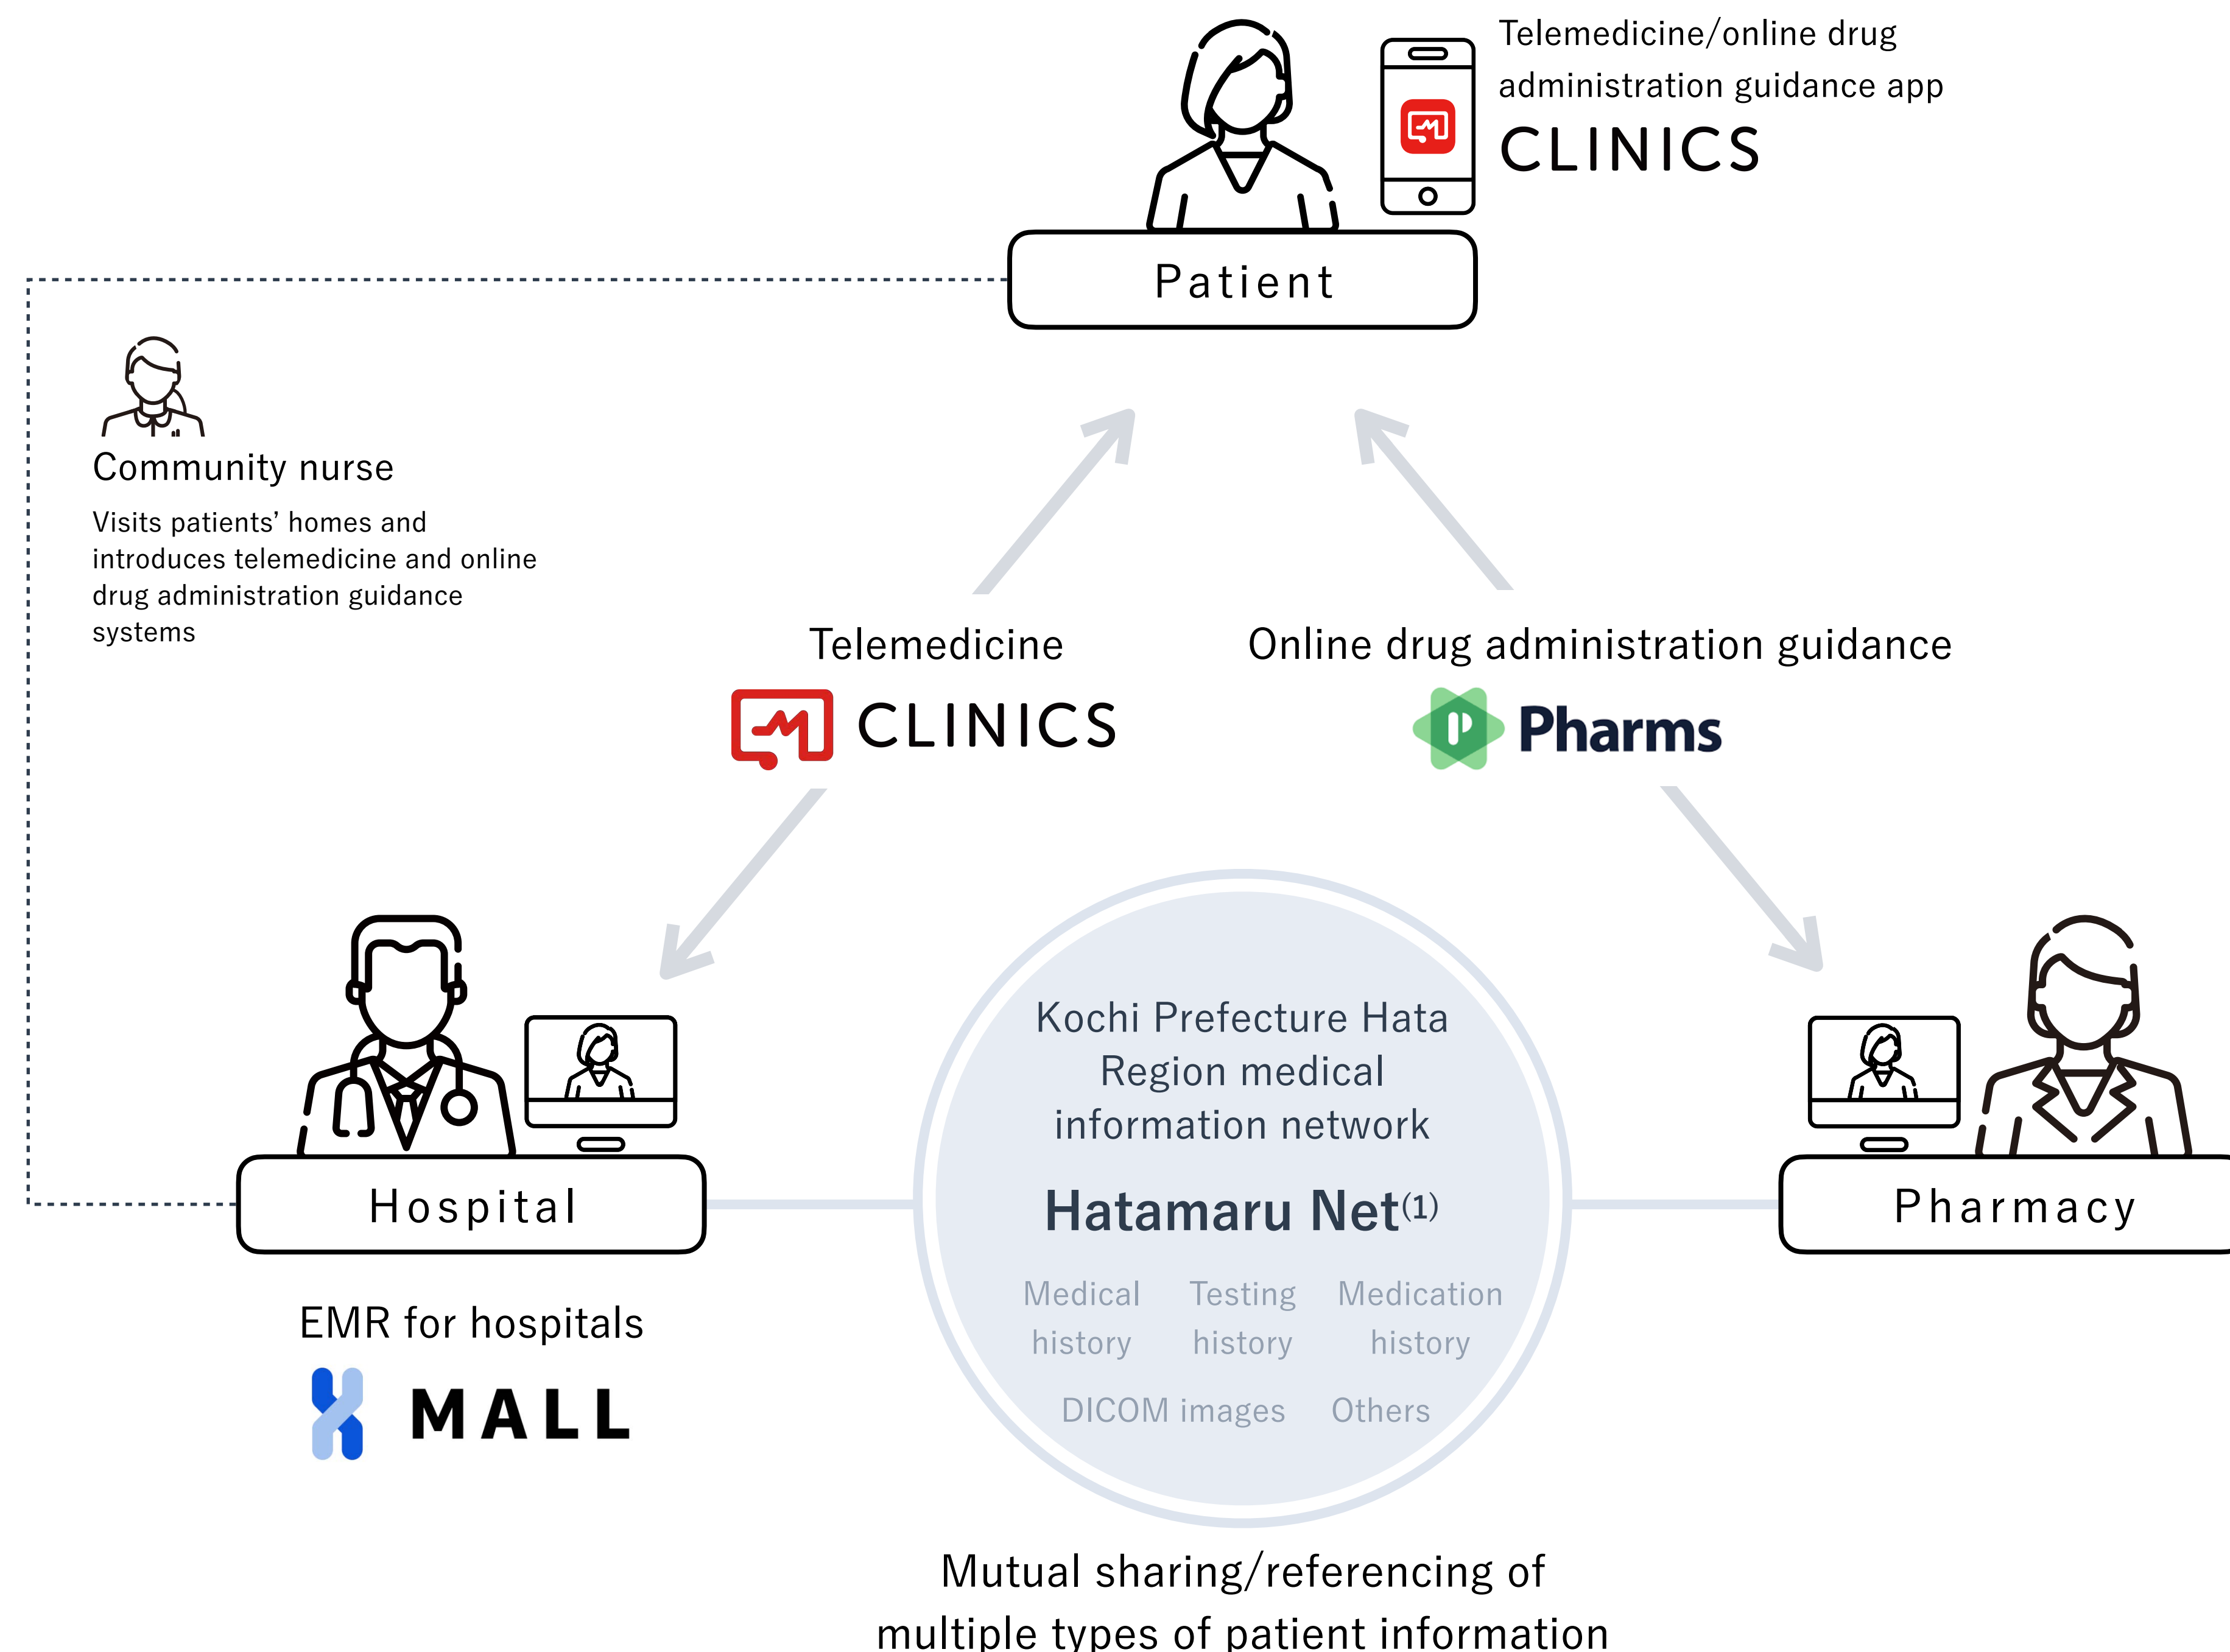 Telemedicine/online drug
administration guidance app
CLINICS
Patient
Community nurse
Visits patients’ homes and
introduces telemedicine and online
drug administration guidance
systems
Telemedicine
CLINICS
Online drug administration guidance
Pharms
Kochi Prefecture Hata
Region medical
information network
Hatamaru Net(1)
Medical history
Testing history
Medication history
DICOM images
Others
Hospital
Pharmacy
EMR for hospitals
MALL
Mutual sharing/referencing of
multiple types of patient information